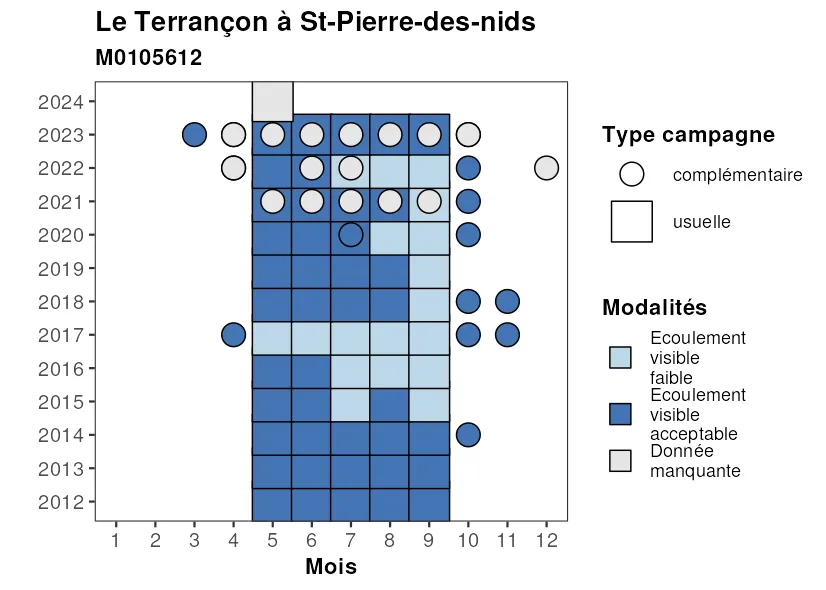 Le Terrançon à St-Pierre-des-nids
M0105612
2024
2023
2022
2021
2020
2019
2018
2017
2016
2015
2014
2013
2012
1 2 3 4 5 6 7 8 9 10 11 12
Mois
Type campagne
complémentaire
usuelle
Modalités
Ecoulement
visible
faible
Ecoulement
visible
acceptable
Donnée
manquante